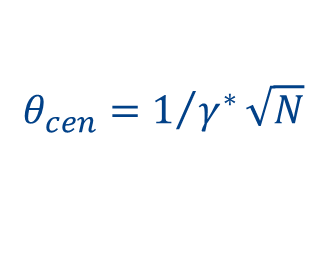 θ_cen = 1/γ* √N